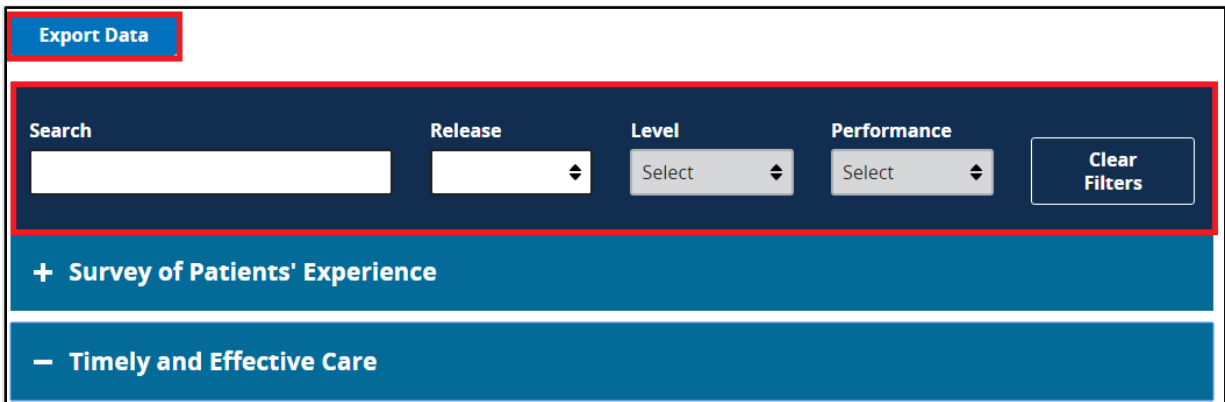 Export Data
Search Release Level Performance
Select Select Clear
Filters
+ Survey of Patients' Experience
− Timely and Effective Care